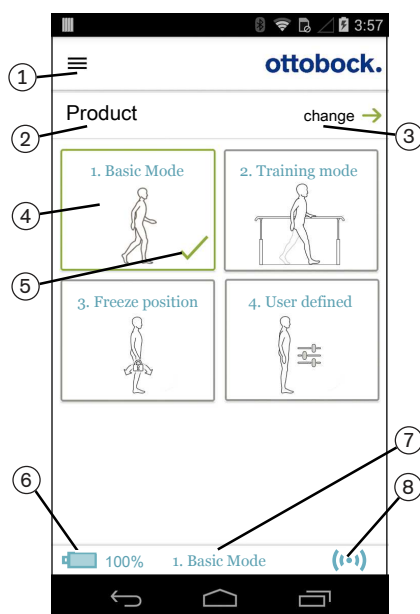 3:57
1
ottobock.
Product
change
2
3
1. Basic Mode
2. Training mode
4
5
3. Freeze position
4. User defined
7
6
8
100%
1. Basic Mode